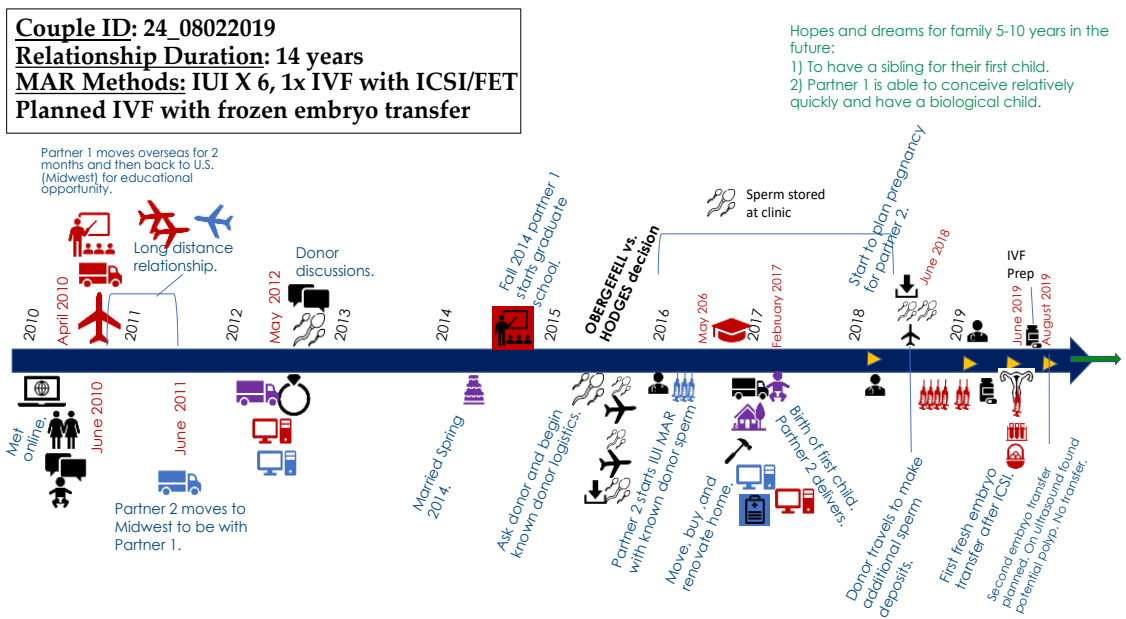 Couple ID: 24_08022019
Relationship Duration: 14 years
MAR Methods: IUI X 6, 1x IVF with ICSI/FET
Planned IVF with frozen embryo transfer
Hopes and dreams for family 5-10 years in the
future:
1) To have a sibling for their first child.
2) Partner 1 is able to conceive relatively
quickly and have a biological child.
Partner 1 moves overseas for 2
months and then back to U.S.
(Midwest) for educational
opportunity.
Long distance
relationship.
Donor
discussions.
Fall 2014 partner 1
starts graduate
school.
OBERGEFELL vs.
HODGES decision
Sperm stored
at clinic
Start to plan pregnancy
for partner 2.
June 2018
IVF
Prep
2010
April 2010
2011
2012
May 2012
2013
2014
2015
2016
May 206
2017
February 2017
2018
2019
June 2019
August 2019
Met
online.
June 2010
June 2011
Partner 2 moves to
Midwest to be with
Partner 1.
Married Spring
2014.
Ask donor and begin
known donor logistics.
Partner 2 starts IUI MAR
with known donor sperm
Move, buy ,and
renovate home.
Birth of first child.
Partner 2 delivers.
Donor travels to make
additional sperm
deposits.
First fresh embryo
transfer after ICSI.
Second embryo transfer
planned. On ultrasound found
potential polyp. No transfer.